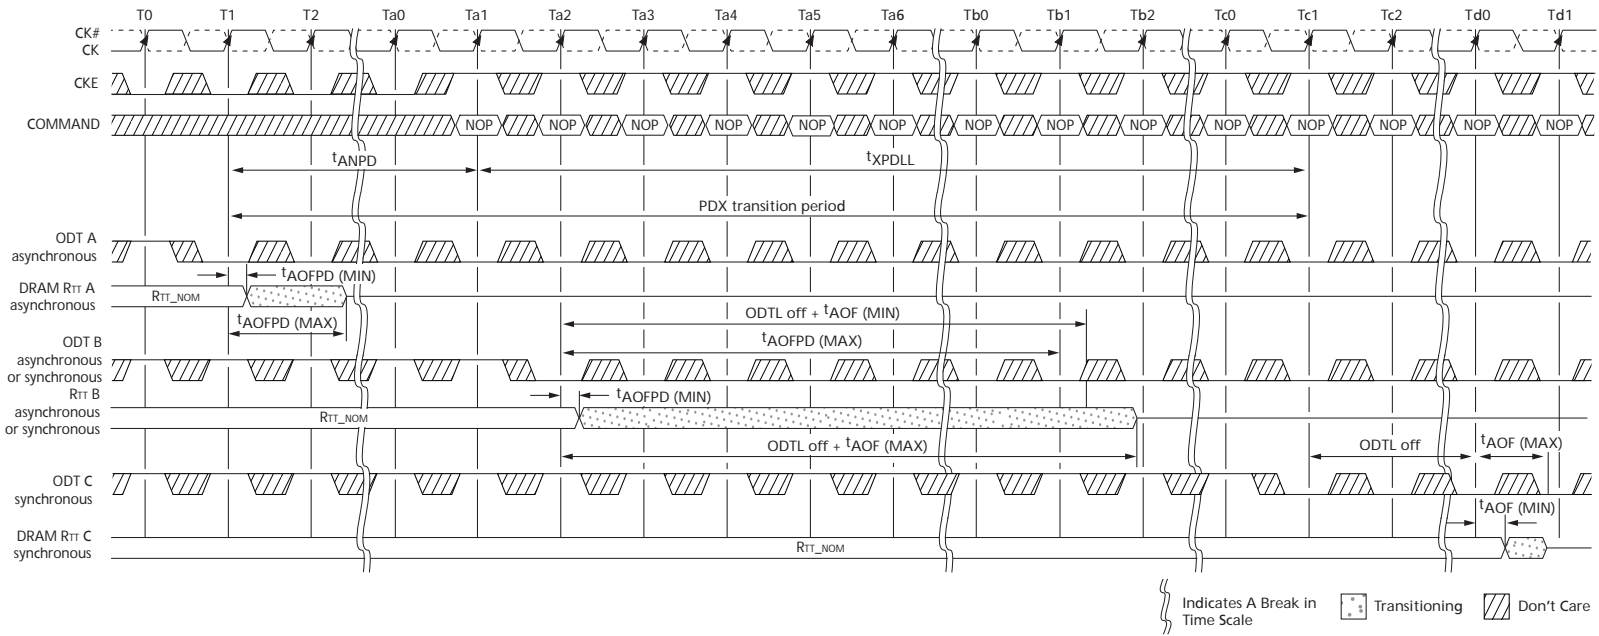 T0 T1 T2 Ta0 Ta1 Ta2 Ta3 Ta4 Ta5 Ta6 Tb0 Tb1 Tb2 Tc0 Tc1 Tc2 Td0 Td1
CK#
CK
CKE
COMMAND
NOP NOP NOP NOP NOP NOP NOP NOP NOP NOP NOP NOP NOP NOP
tANPD
tXPDLL
PDX transition period
ODT A
asynchronous
tAOFPD (MIN)
DRAM RTT A
asynchronous
RTT_NOM
tAOFPD (MAX)
ODTL off + tAOF (MIN)
tAOFPD (MAX)
ODT B
asynchronous
or synchronous
RTT B
asynchronous
or synchronous
tAOFPD (MIN)
RTT_NOM
ODTL off + tAOF (MAX)
ODTL off
tAOF (MAX)
ODT C
synchronous
tAOF (MIN)
DRAM RTT C
synchronous
RTT_NOM
Indicates A Break in
Time Scale
Transitioning
Don't Care